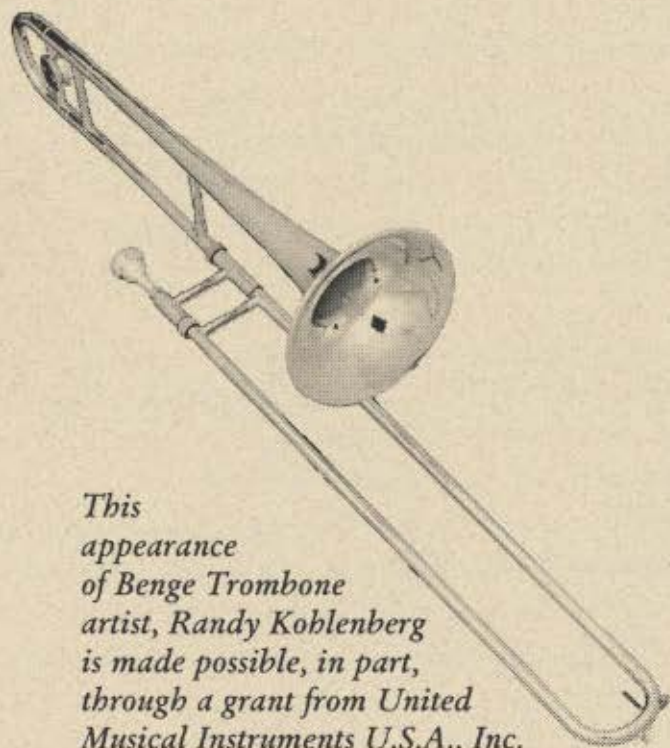 This
appearance
of Benge Trombone
artist, Randy Kohlenberg
is made possible, in part,
through a grant from United
Musical Instruments U.S.A., Inc.